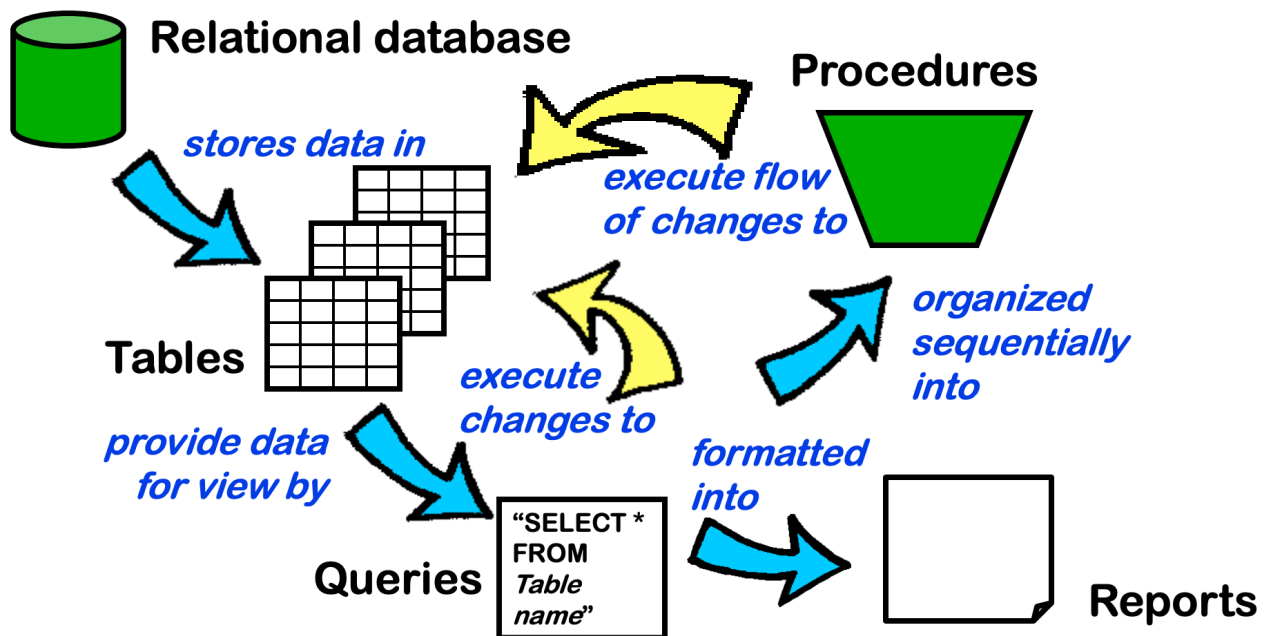 Relational database
Procedures
stores data in
execute flow
of changes to
organized
sequentially
into
Tables
execute
changes to
provide data
for view by
formatted
into
“SELECT *
FROM
Table
name”
Queries
Reports